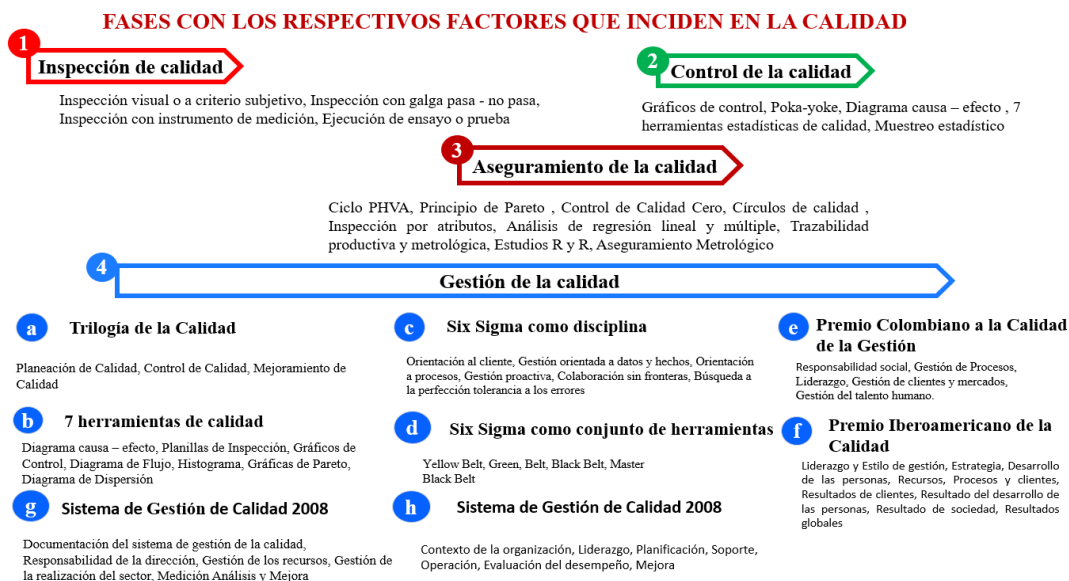 FASES CON LOS RESPECTIVOS FACTORES QUE INCIDEN EN LA CALIDAD
1
Inspección de calidad
Inspección visual o a criterio subjetivo, Inspección con galga pasa - no pasa,
Inspección con instrumento de medición, Ejecución de ensayo o prueba
2
Control de la calidad
Gráficos de control, Poka-yoke, Diagrama causa – efecto , 7
herramientas estadísticas de calidad, Muestreo estadístico
3
Aseguramiento de la calidad
Ciclo PHVA, Principio de Pareto , Control de Calidad Cero, Círculos de calidad ,
Inspección por atributos, Análisis de regresión lineal y múltiple, Trazabilidad
productiva y metrológica, Estudios R y R, Aseguramiento Metrológico
4
Gestión de la calidad
a
Trilogía de la Calidad
Planeación de Calidad, Control de Calidad, Mejoramiento de
Calidad
b
7 herramientas de calidad
Diagrama causa – efecto, Planillas de Inspección, Gráficos de
Control, Diagrama de Flujo, Histograma, Gráficas de Pareto,
Diagrama de Dispersión
c
Six Sigma como disciplina
Orientación al cliente, Gestión orientada a datos y hechos, Orientación
a procesos, Gestión proactiva, Colaboración sin fronteras, Búsqueda a
la perfección tolerancia a los errores
d
Six Sigma como conjunto de herramientas
Yellow Belt, Green, Belt, Black Belt, Master
Black Belt
e
Premio Colombiano a la Calidad
de la Gestión
Responsabilidad social, Gestión de Procesos,
Liderazgo, Gestión de clientes y mercados,
Gestión del talento humano.
f
Premio Iberoamericano de la
Calidad
Liderazgo y Estilo de gestión, Estrategia, Desarrollo
de las personas, Recursos, Procesos y clientes,
Resultados de clientes, Resultado del desarrollo de
las personas, Resultado de sociedad, Resultados
globales
g
Sistema de Gestión de Calidad 2008
Documentación del sistema de gestión de la calidad,
Responsabilidad de la dirección, Gestión de los recursos, Gestión de
la realización del sector, Medición Análisis y Mejora
h
Sistema de Gestión de Calidad 2008
Contexto de la organización, Liderazgo, Planificación, Soporte,
Operación, Evaluación del desempeño, Mejora